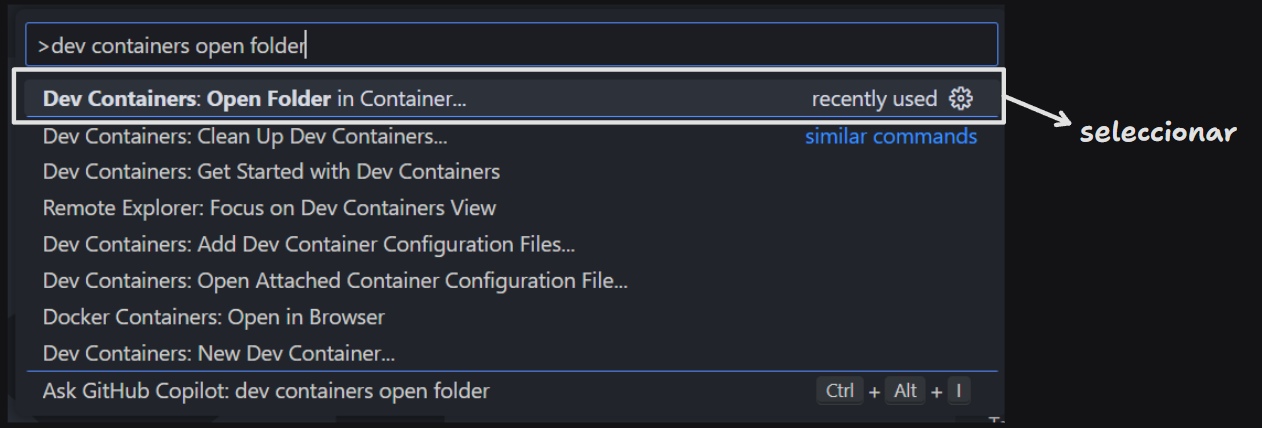 >dev containers open folder
Dev Containers: Open Folder in Container... recently used
seleccionar
Dev Containers: Clean Up Dev Containers... similar commands
Dev Containers: Get Started with Dev Containers
Remote Explorer: Focus on Dev Containers View
Dev Containers: Add Dev Container Configuration Files...
Dev Containers: Open Attached Container Configuration File...
Docker Containers: Open in Browser
Dev Containers: New Dev Container...
Ask GitHub Copilot: dev containers open folder Ctrl + Alt + I